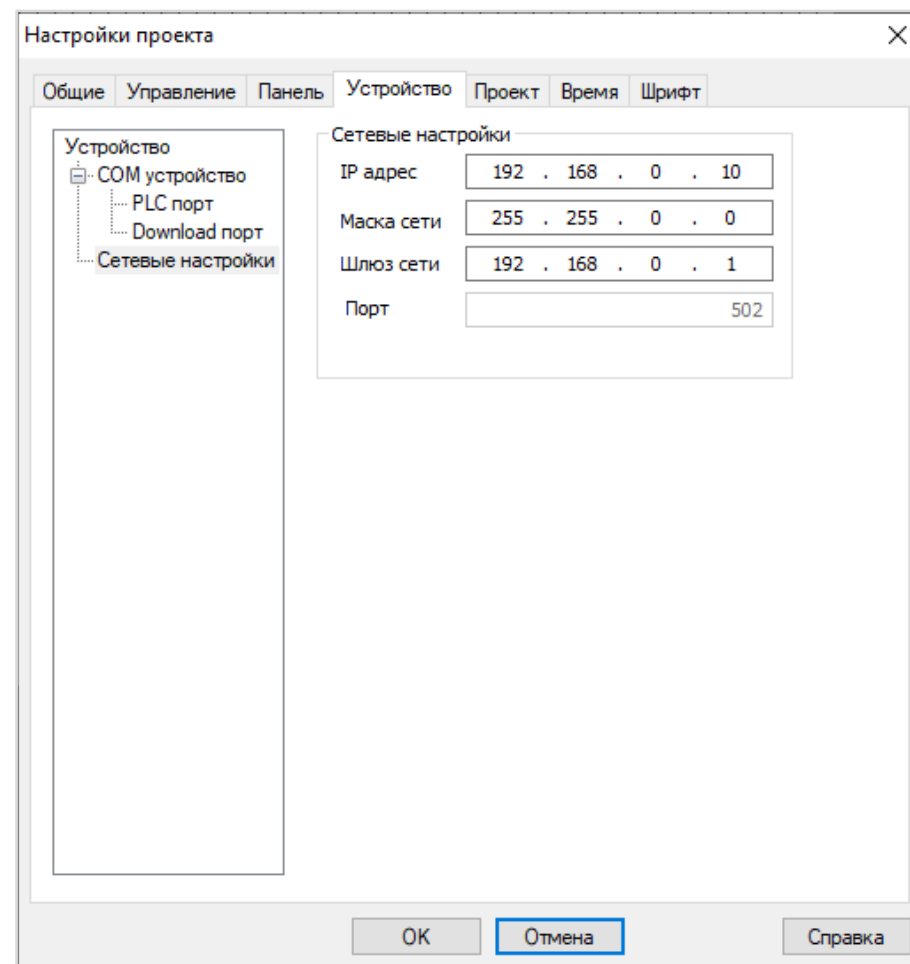 Настройки проекта
Общие Управление Панель Устройство Проект Время Шрифт
Устройство
COM устройство
PLC порт
Download порт
Сетевые настройки
Сетевые настройки
IP адрес 192 . 168 . 0 . 10
Маска сети 255 . 255 . 0 . 0
Шлюз сети 192 . 168 . 0 . 1
Порт 502
OK Отмена Справка